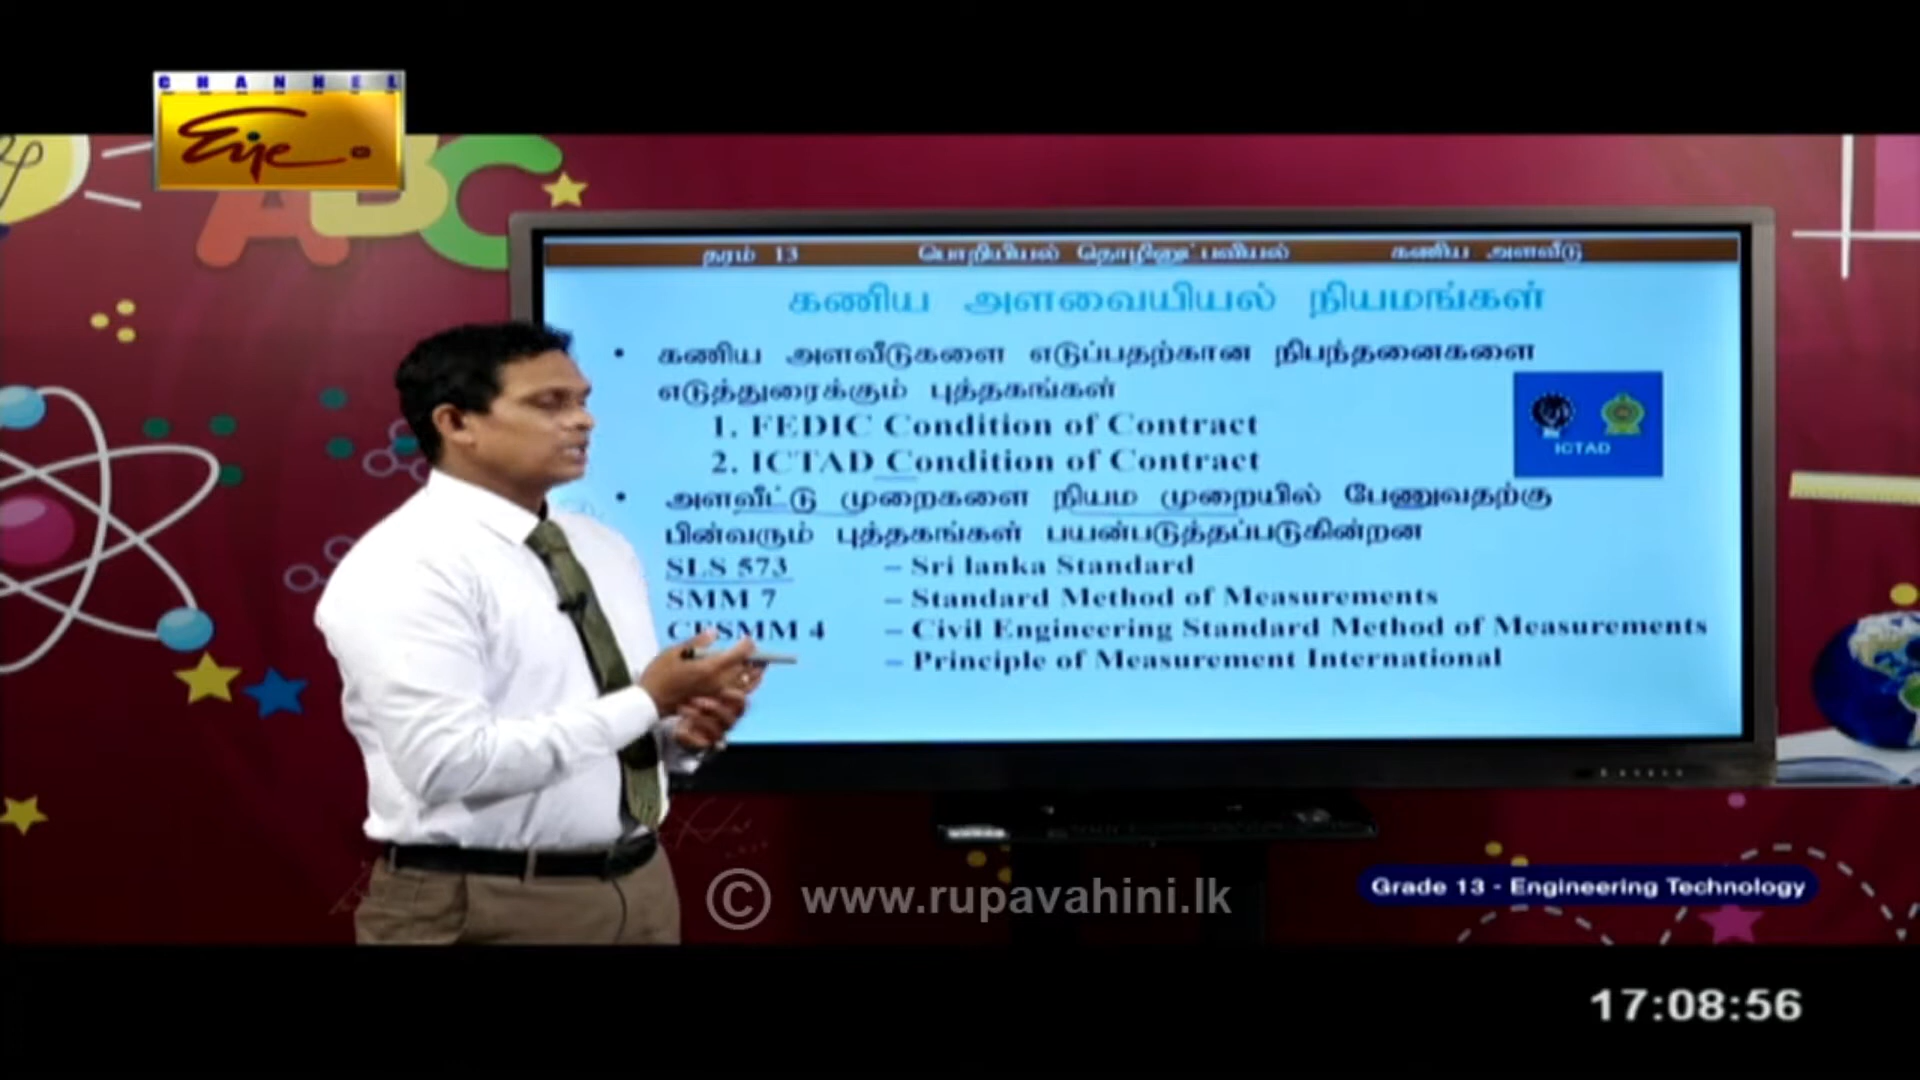 CHANNEL
Eye
ABC
தரம் 13 பொறியியல் தொழினுட்பவியல் கணிய அளவீடு
கணிய அளவையியல் நியமங்கள்
• கணிய அளவீடுகளை எடுப்பதற்கான நிபந்தனைகளை
எடுத்துரைக்கும் புத்தகங்கள்
1. FEDIC Condition of Contract
2. ICTAD Condition of Contract
ICTAD
• அளவீட்டு முறைகளை நியம முறையில் பேணுவதற்கு
பின்வரும் புத்தகங்கள் பயன்படுத்தப்படுகின்றன
SLS 573 – Sri lanka Standard
SMM 7 – Standard Method of Measurements
CESMM 4 – Civil Engineering Standard Method of Measurements
– Principle of Measurement International
Grade 13 - Engineering Technology
© www.rupavahini.lk
17:08:56